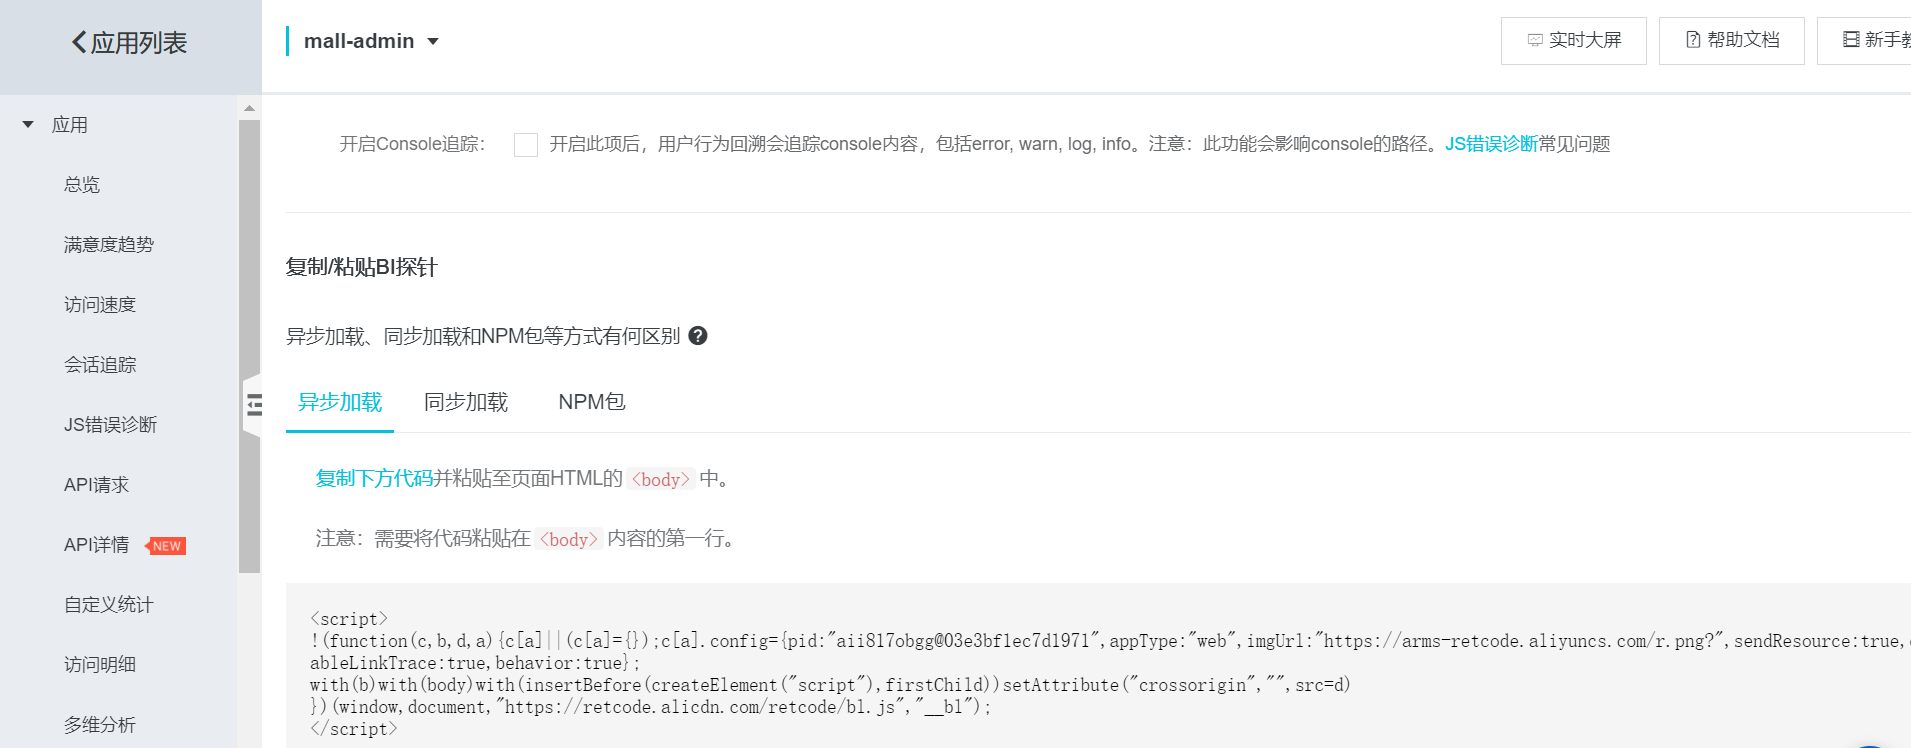 应用列表
mall-admin
实时大屏
帮助文档
新手教
应用
总览
满意度趋势
访问速度
会话追踪
JS错误诊断
API请求
API详情 NEW
自定义统计
访问明细
多维分析
开启Console追踪： 开启此项后，用户行为回溯会追踪console内容，包括error, warn, log, info。注意：此功能会影响console的路径。JS错误诊断常见问题
复制/粘贴BI探针
异步加载、同步加载和NPM包等方式有何区别 ?
异步加载 同步加载 NPM包
复制下方代码并粘贴至页面HTML的 <body> 中。
注意：需要将代码粘贴在 <body> 内容的第一行。
<script>
!(function(c,b,d,a){c[a]||(c[a]={});c[a].config={pid:"aii817obgg@03e3bf1ec7d1971",appType:"web",imgUrl:"https://arms-retcode.aliyuncs.com/r.png?",sendResource:true,
ableLinkTrace:true,behavior:true};
with(b)with(body)with(insertBefore(createElement("script"),firstChild))setAttribute("crossorigin","",src=d)
})(window,document,"https://retcode.alicdn.com/retcode/bl.js","__bl");
</script>